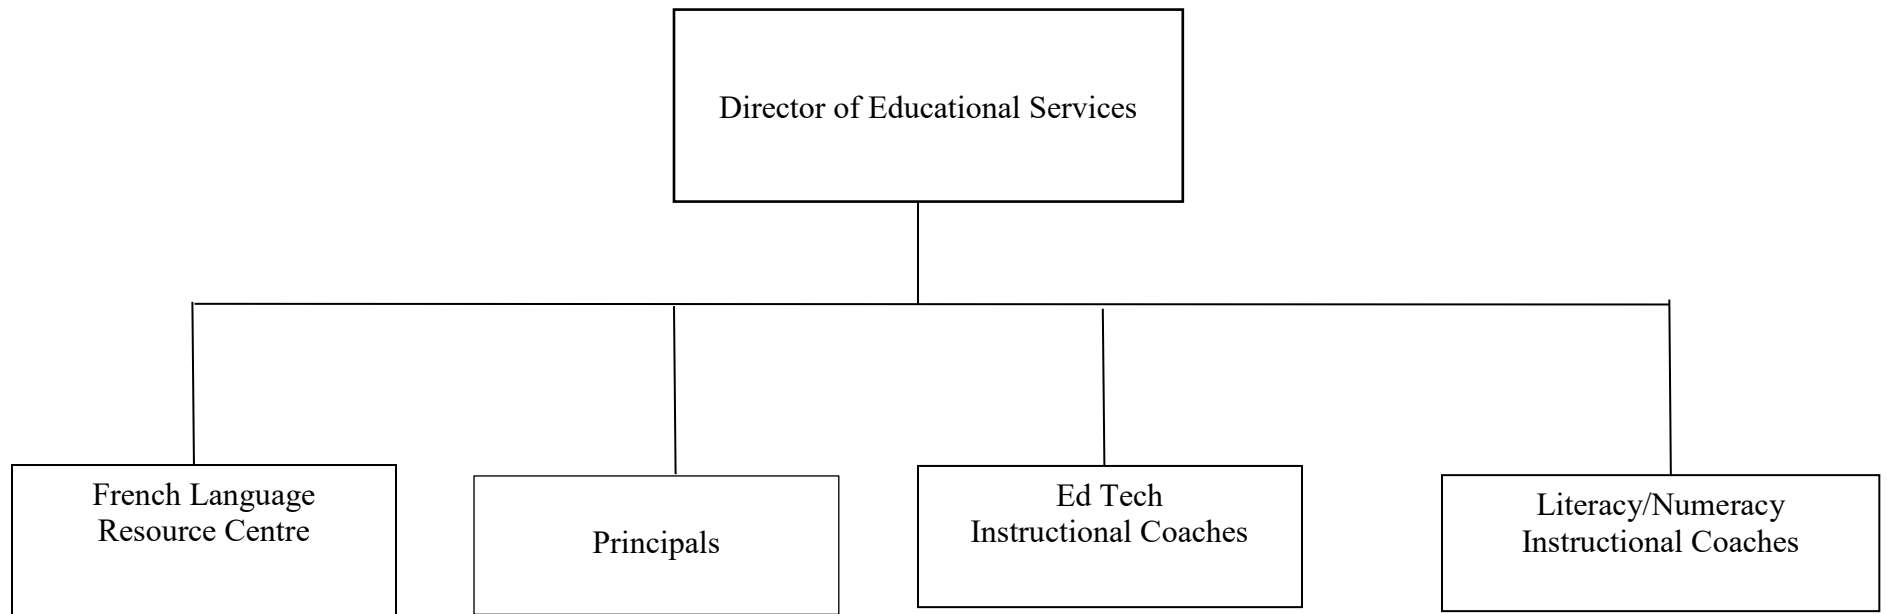 Director of Educational Services
French Language
Resource Centre
Principals
Ed Tech
Instructional Coaches
Literacy/Numeracy
Instructional Coaches